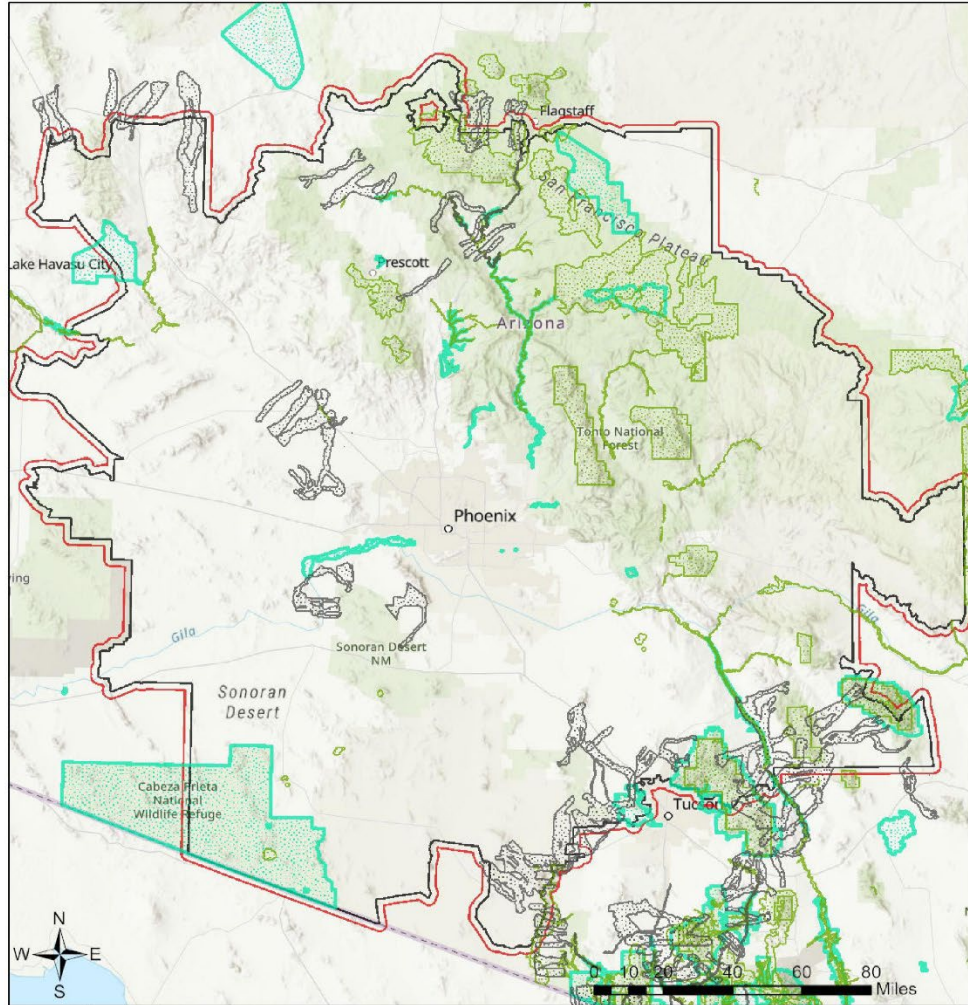 Flagstaff
San Francisco Plateau
Lake Havasu City
Prescott
Arizona
Tonto National
Forest
Phoenix
ving
Gila
Gila
Sonoran Desert
NM
Sonoran
Desert
Cabeza Prieta
National
Wildlife Refuge
Tucson
N
W
E
S
0 10 20 40 60 80
Miles